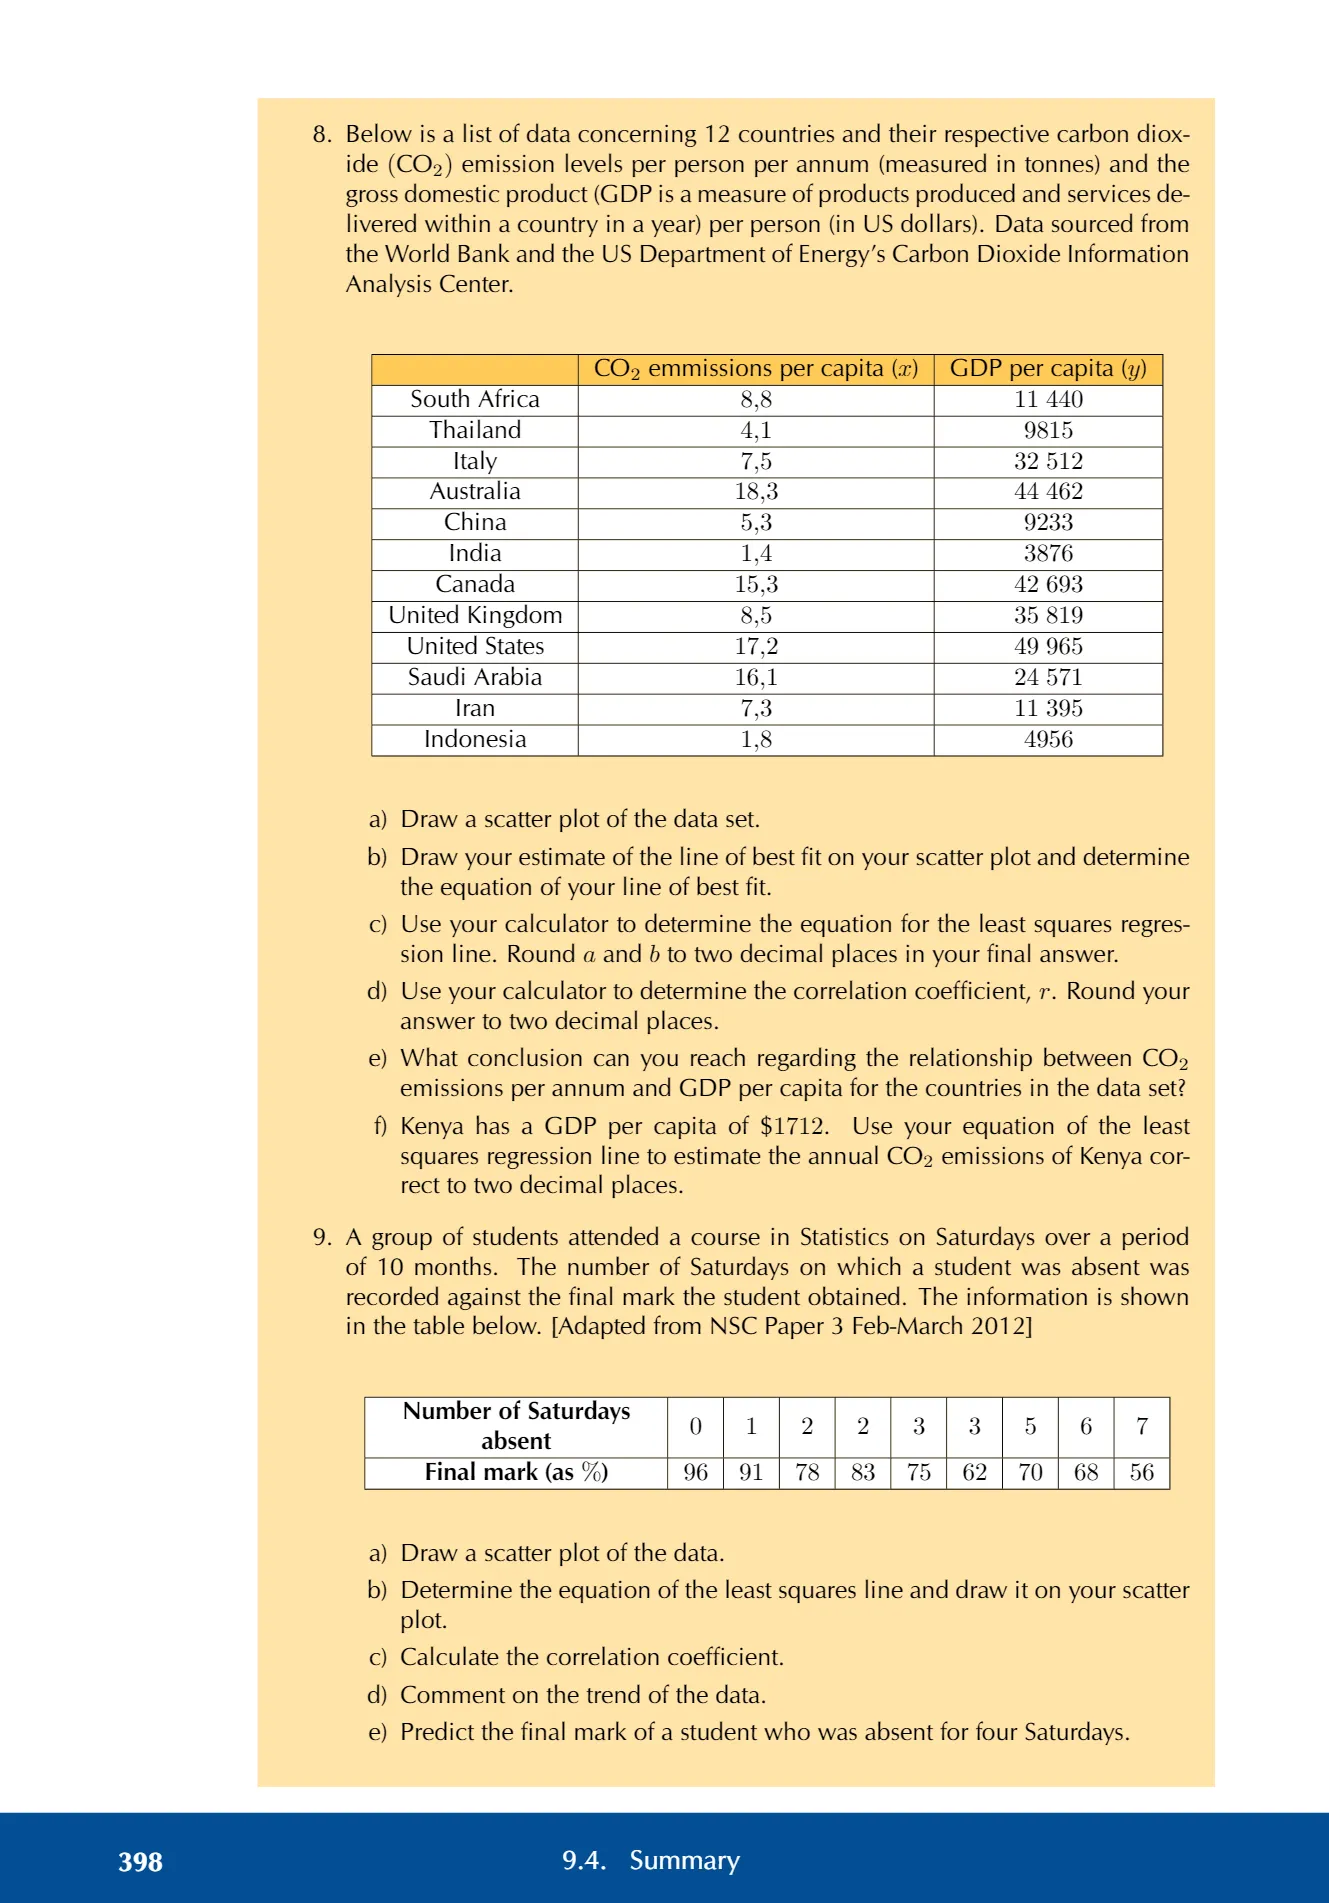 8. Below is a list of data concerning 12 countries and their respective carbon diox-
ide (CO₂) emission levels per person per annum (measured in tonnes) and the
gross domestic product (GDP is a measure of products produced and services de-
livered within a country in a year) per person (in US dollars). Data sourced from
the World Bank and the US Department of Energy's Carbon Dioxide Information
Analysis Center.
CO₂ emmissions per capita (x) GDP per capita (y)
South Africa 8,8 11 440
Thailand 4,1 9815
Italy 7,5 32 512
Australia 18,3 44 462
China 5,3 9233
India 1,4 3876
Canada 15,3 42 693
United Kingdom 8,5 35 819
United States 17,2 49 965
Saudi Arabia 16,1 24 571
Iran 7,3 11 395
Indonesia 1,8 4956
a) Draw a scatter plot of the data set.
b) Draw your estimate of the line of best fit on your scatter plot and determine
the equation of your line of best fit.
c) Use your calculator to determine the equation for the least squares regres-
sion line. Round a and b to two decimal places in your final answer.
d) Use your calculator to determine the correlation coefficient, r. Round your
answer to two decimal places.
e) What conclusion can you reach regarding the relationship between CO₂
emissions per annum and GDP per capita for the countries in the data set?
f) Kenya has a GDP per capita of $1712. Use your equation of the least
squares regression line to estimate the annual CO₂ emissions of Kenya cor-
rect to two decimal places.
9. A group of students attended a course in Statistics on Saturdays over a period
of 10 months. The number of Saturdays on which a student was absent was
recorded against the final mark the student obtained. The information is shown
in the table below. [Adapted from NSC Paper 3 Feb-March 2012]
Number of Saturdays
absent 0 1 2 2 3 3 5 6 7
Final mark (as %) 96 91 78 83 75 62 70 68 56
a) Draw a scatter plot of the data.
b) Determine the equation of the least squares line and draw it on your scatter
plot.
c) Calculate the correlation coefficient.
d) Comment on the trend of the data.
e) Predict the final mark of a student who was absent for four Saturdays.
398 9.4. Summary